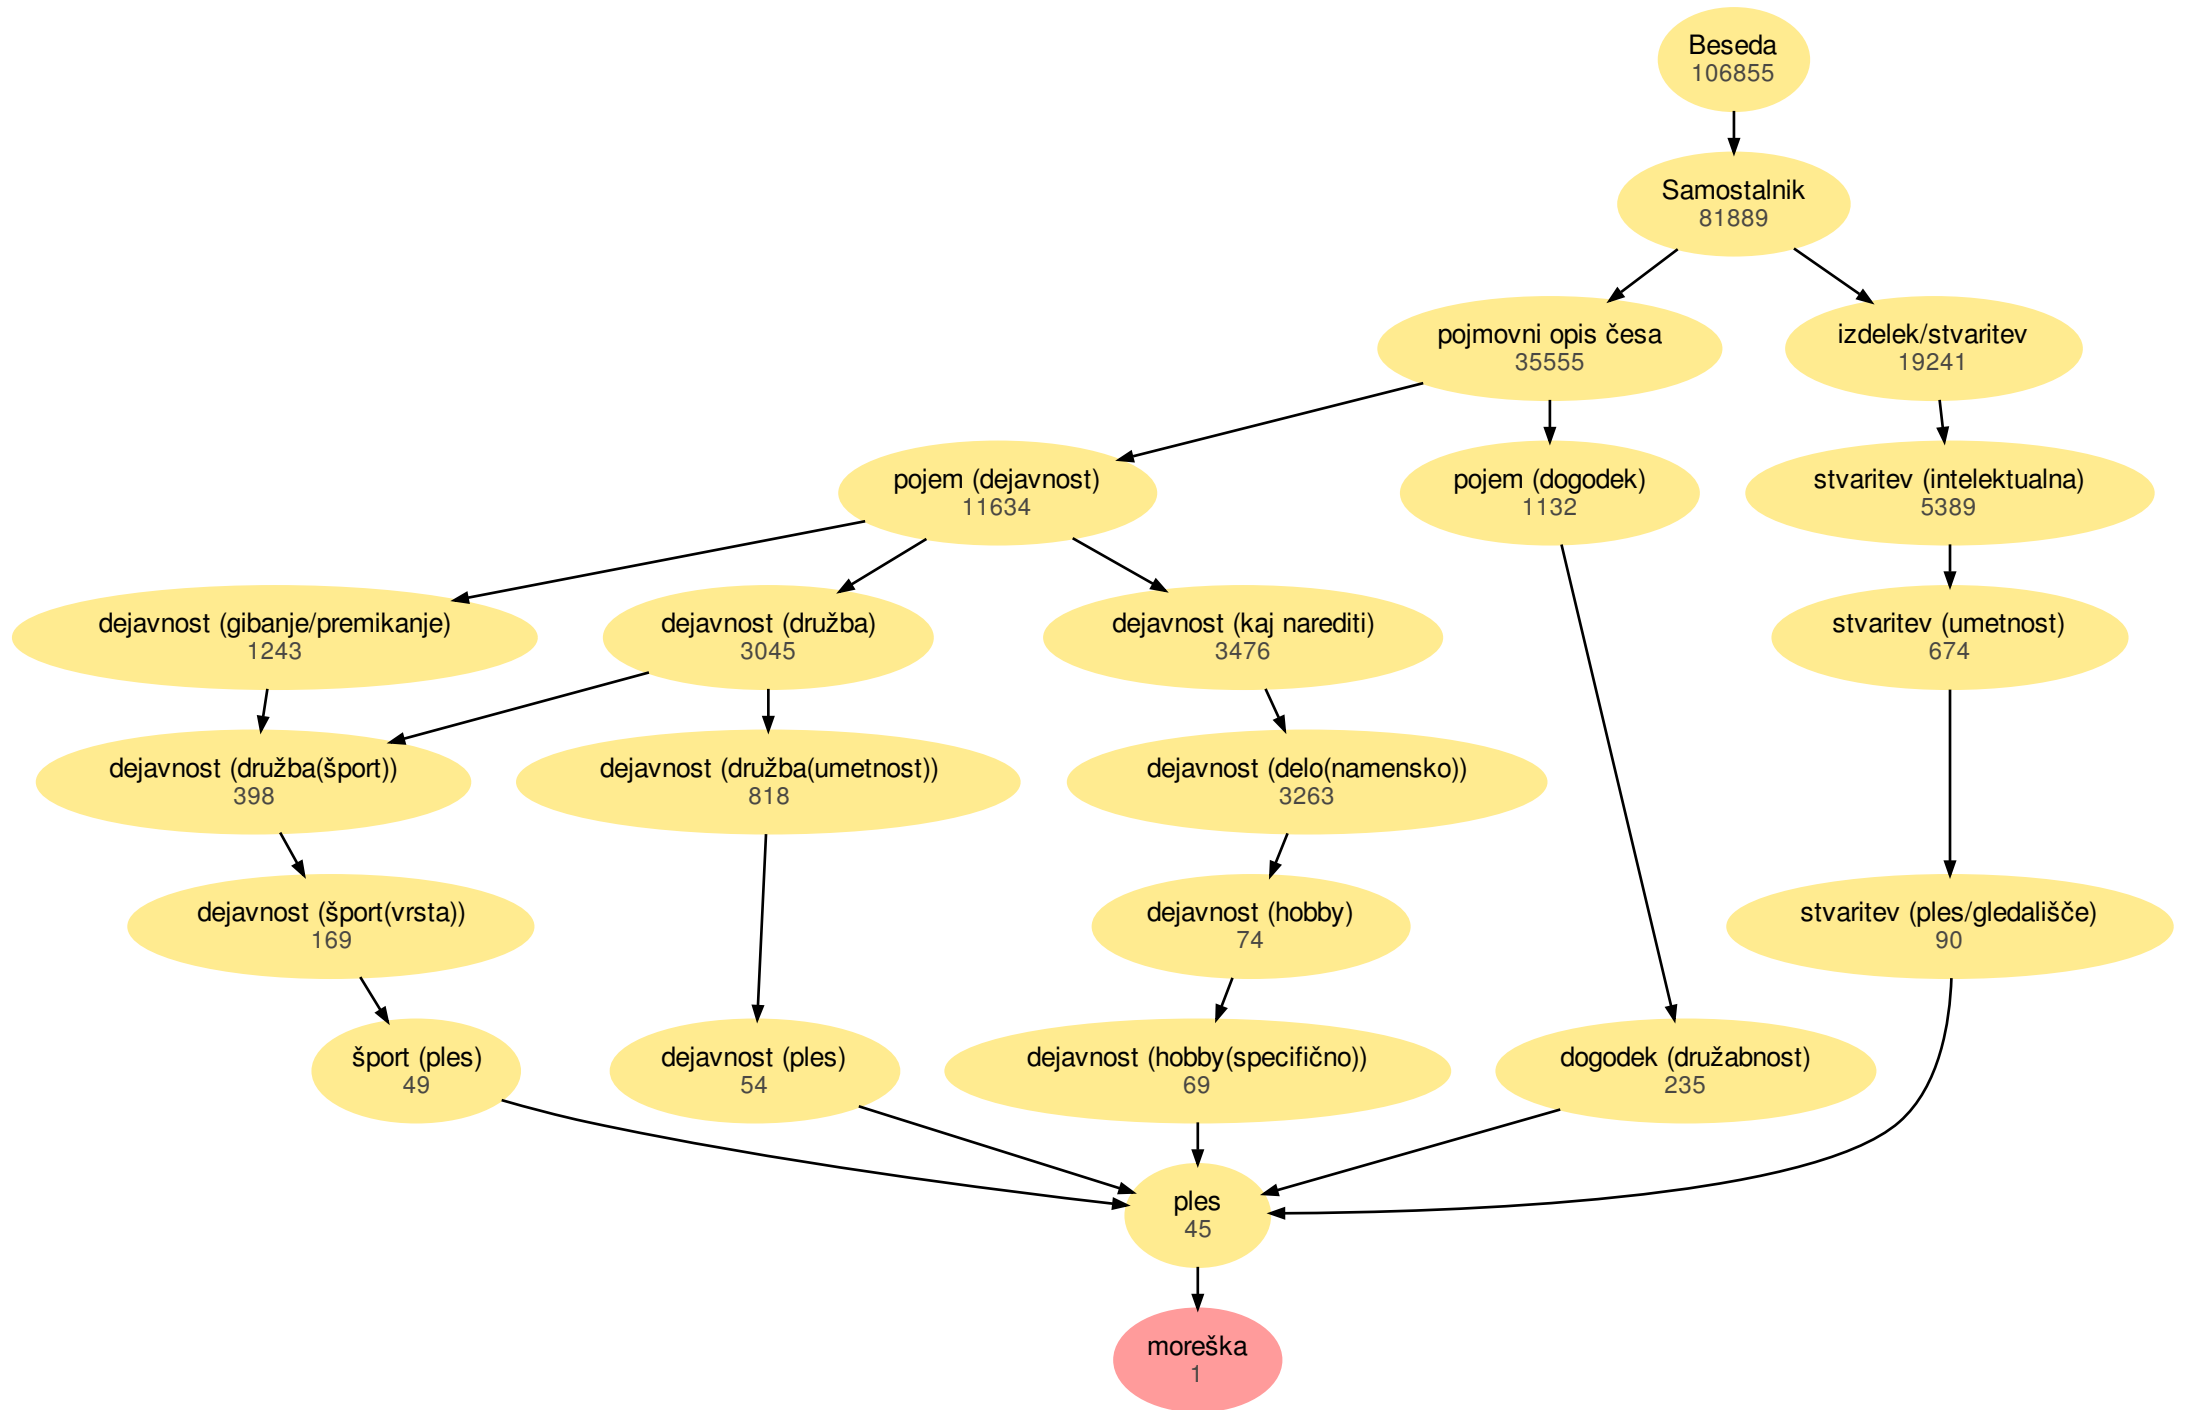 Beseda
106855
Samostalnik
81889
pojmovni opis česa
35555
izdelek/stvaritev
19241
pojem (dejavnost)
11634
pojem (dogodek)
1132
stvaritev (intelektualna)
5389
dejavnost (gibanje/premikanje)
1243
dejavnost (družba)
3045
dejavnost (kaj narediti)
3476
stvaritev (umetnost)
674
dejavnost (družba(šport))
398
dejavnost (družba(umetnost))
818
dejavnost (delo(namensko))
3263
dejavnost (šport(vrsta))
169
dejavnost (hobby)
74
stvaritev (ples/gledališče)
90
šport (ples)
49
dejavnost (ples)
54
dejavnost (hobby(specifično))
69
dogodek (družabnost)
235
ples
45
moreška
1